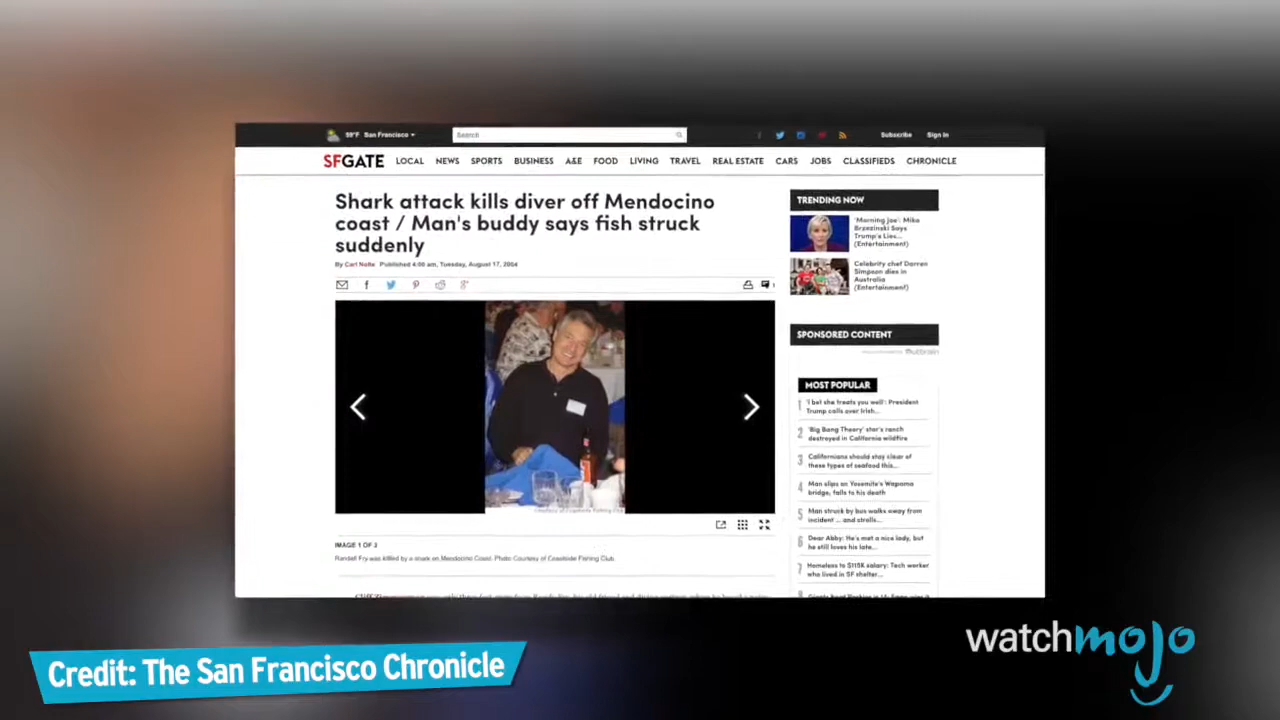 59°F San Francisco
Search
Subscribe
Sign In
SFGATE LOCAL NEWS SPORTS BUSINESS A&E FOOD LIVING TRAVEL REAL ESTATE CARS JOBS CLASSIFIEDS CHRONICLE
Shark attack kills diver off Mendocino
coast / Man's buddy says fish struck
suddenly
By Carl Nolte Published 4:00 am, Tuesday, August 17, 2004
IMAGE 1 OF 3
Randall Fry was killed by a shark on Mendocino Coast. Photo: Courtesy of Coastside Fishing Club
TRENDING NOW
'Morning Joe': Mika
Brzezinski Says
Trump's Lies...
(Entertainment)
Celebrity chef Darren
Simpson dies in
Australia
(Entertainment)
SPONSORED CONTENT
MOST POPULAR
1 'I bet she treats you well': President
Trump calls over Irish...
2 'Big Bang Theory' star's ranch
destroyed in California wildfire
3 Californians should stay clear of
these types of seafood this...
4 Man slips on Yosemite's Wapama
bridge, falls to his death
5 Man struck by bus walks away from
incident ... and strolls...
6 Dear Abby: He's met a nice lady, but
he still loves his late...
7 Homeless to $115K salary: Tech worker
who lived in SF shelter...
Credit: The San Francisco Chronicle
watchmojo